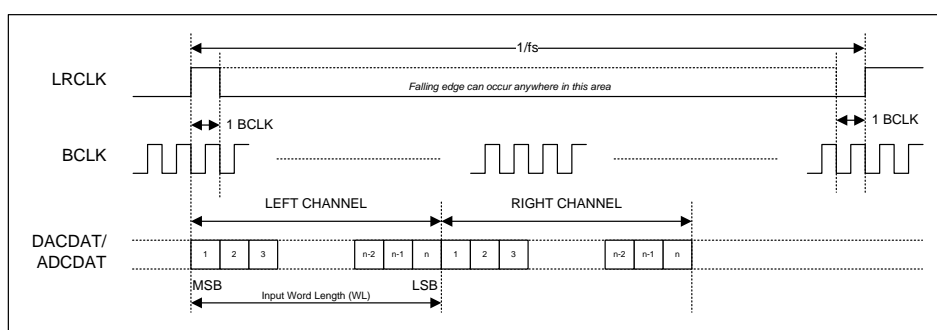 1/fs
LRCLK
Falling edge can occur anywhere in this area
1 BCLK
1 BCLK
BCLK
LEFT CHANNEL
RIGHT CHANNEL
DACDAT/
ADCDAT
1 2 3 n-2 n-1 n 1 2 3 n-2 n-1 n
MSB
LSB
Input Word Length (WL)